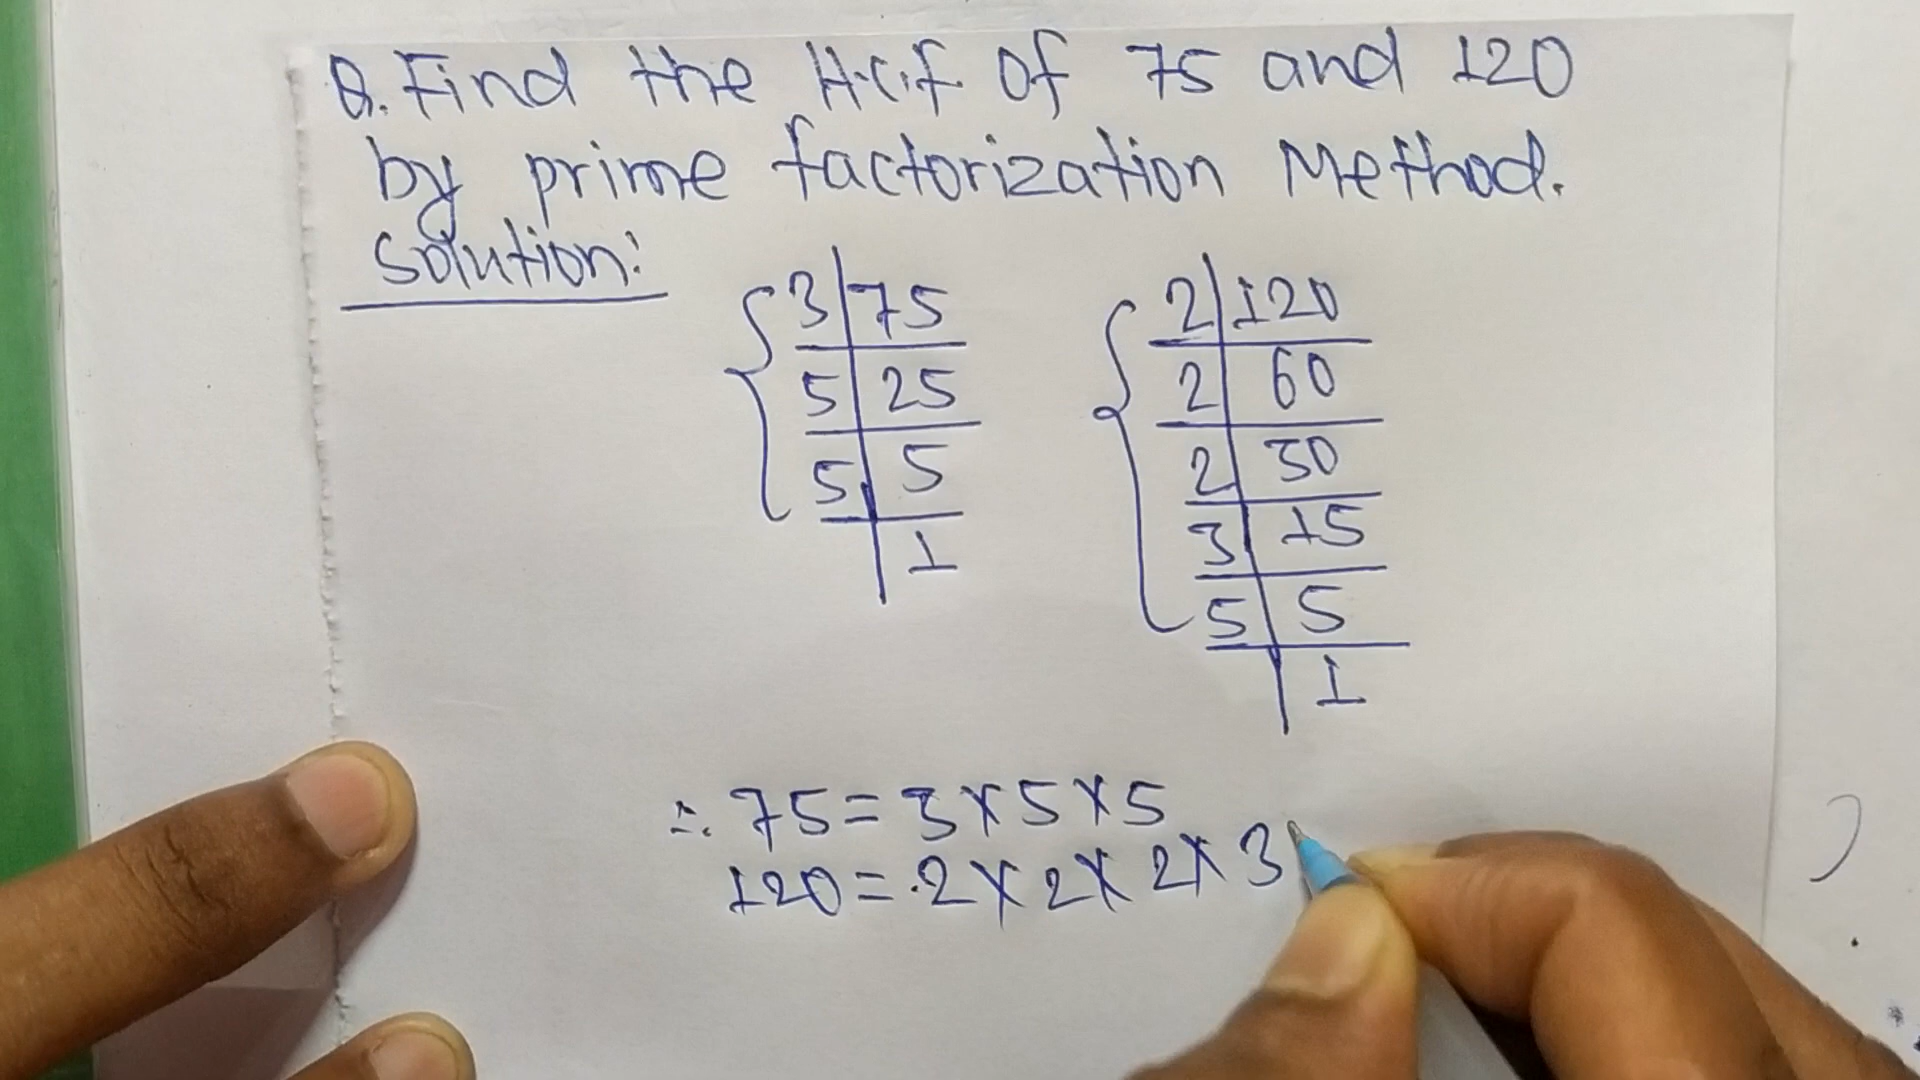 Q. Find the H.C.F. Of 75 and 120
by prime factorization Method.
Solution:
3 | 75
5 | 25
5 | 5
1
2 | 120
2 | 60
2 | 30
3 | 15
5 | 5
1
∴ 75 = 3 × 5 × 5
120 = 2 × 2 × 2 × 3